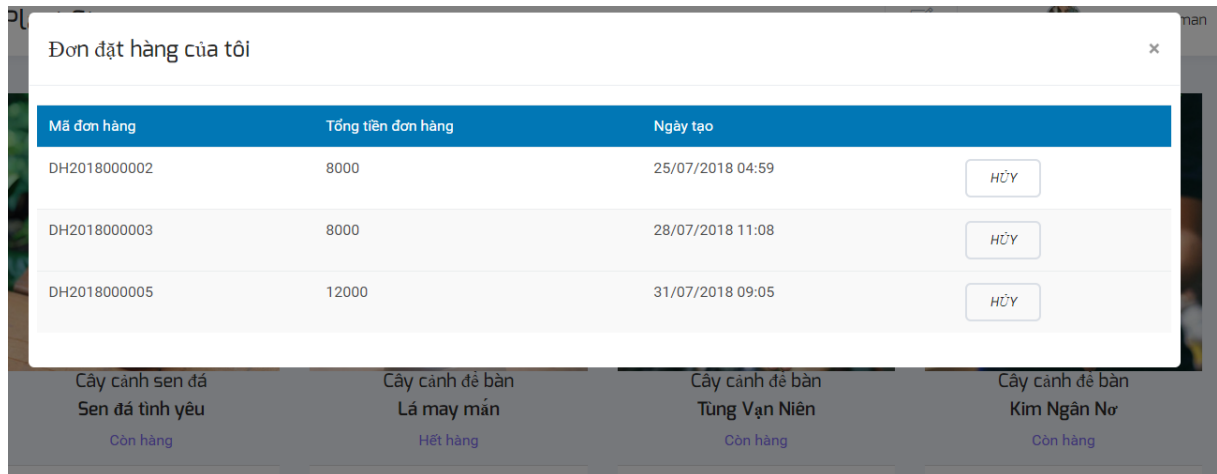 man
Đơn đặt hàng của tôi ×
Mã đơn hàng Tổng tiền đơn hàng Ngày tạo
DH2018000002 8000 25/07/2018 04:59 HỦY
DH2018000003 8000 28/07/2018 11:08 HỦY
DH2018000005 12000 31/07/2018 09:05 HỦY
Cây cảnh sen đá Cây cảnh để bàn Cây cảnh để bàn Cây cảnh để bàn
Sen đá tình yêu Lá may mắn Tùng Vạn Niên Kim Ngân Nơ
Còn hàng Hết hàng Còn hàng Còn hàng